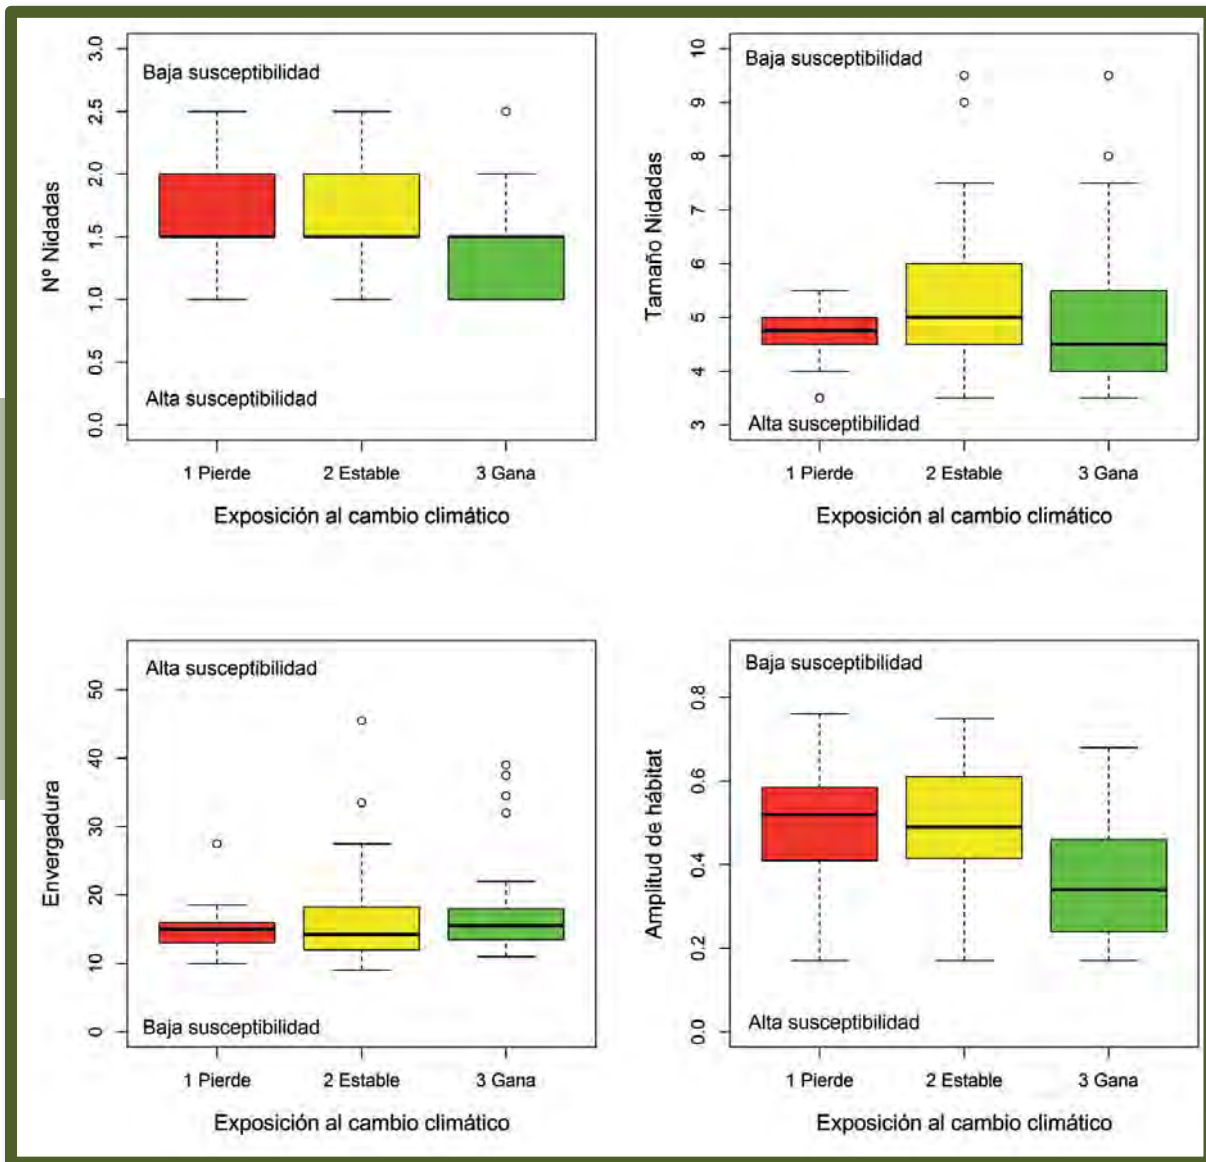 Baja susceptibilidad
Alta susceptibilidad
Nº Nidadas
0.0 0.5 1.0 1.5 2.0 2.5 3.0
1 Pierde 2 Estable 3 Gana
Exposición al cambio climático
Baja susceptibilidad
Alta susceptibilidad
Tamaño Nidadas
3 4 5 6 7 8 9 10
1 Pierde 2 Estable 3 Gana
Exposición al cambio climático
Alta susceptibilidad
Baja susceptibilidad
Envergadura
0 10 20 30 40 50
1 Pierde 2 Estable 3 Gana
Exposición al cambio climático
Baja susceptibilidad
Alta susceptibilidad
Amplitud de hábitat
0.0 0.2 0.4 0.6 0.8
1 Pierde 2 Estable 3 Gana
Exposición al cambio climático